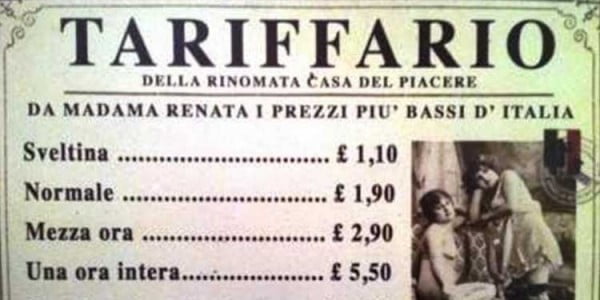 TARIFFARIO
DELLA RINOMATA CASA DEL PIACERE
DA MADAMA RENATA I PREZZI PIU' BASSI D' ITALIA
Sveltina ................................ £ 1,10
Normale ................................ £ 1,90
Mezza ora ............................ £ 2,90
Una ora intera....................... £ 5,50